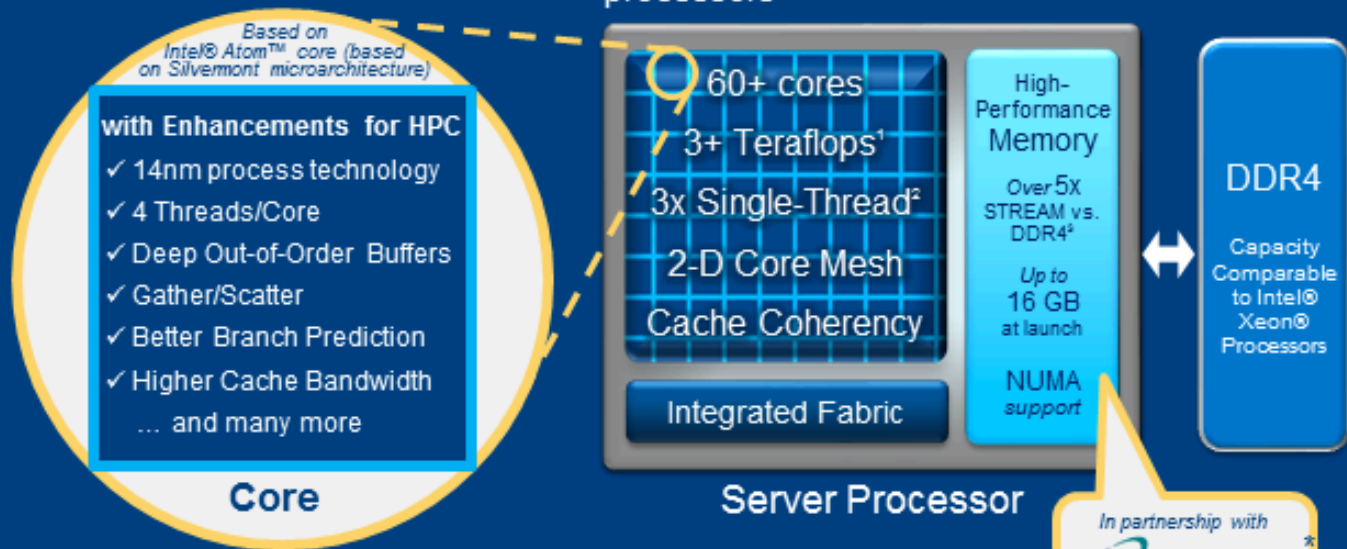 processors
Based on
Intel® Atom™ core (based
on Silvermont microarchitecture)
with Enhancements for HPC
✓ 14nm process technology
✓ 4 Threads/Core
✓ Deep Out-of-Order Buffers
✓ Gather/Scatter
✓ Better Branch Prediction
✓ Higher Cache Bandwidth
... and many more
Core
60+ cores
3+ Teraflops¹
3x Single-Thread²
2-D Core Mesh
Cache Coherency
Integrated Fabric
High-
Performance
Memory
Over 5x
STREAM vs.
DDR4³
Up to
16 GB
at launch
NUMA
support
Server Processor
DDR4
Capacity
Comparable
to Intel®
Xeon®
Processors
In partnership with
*